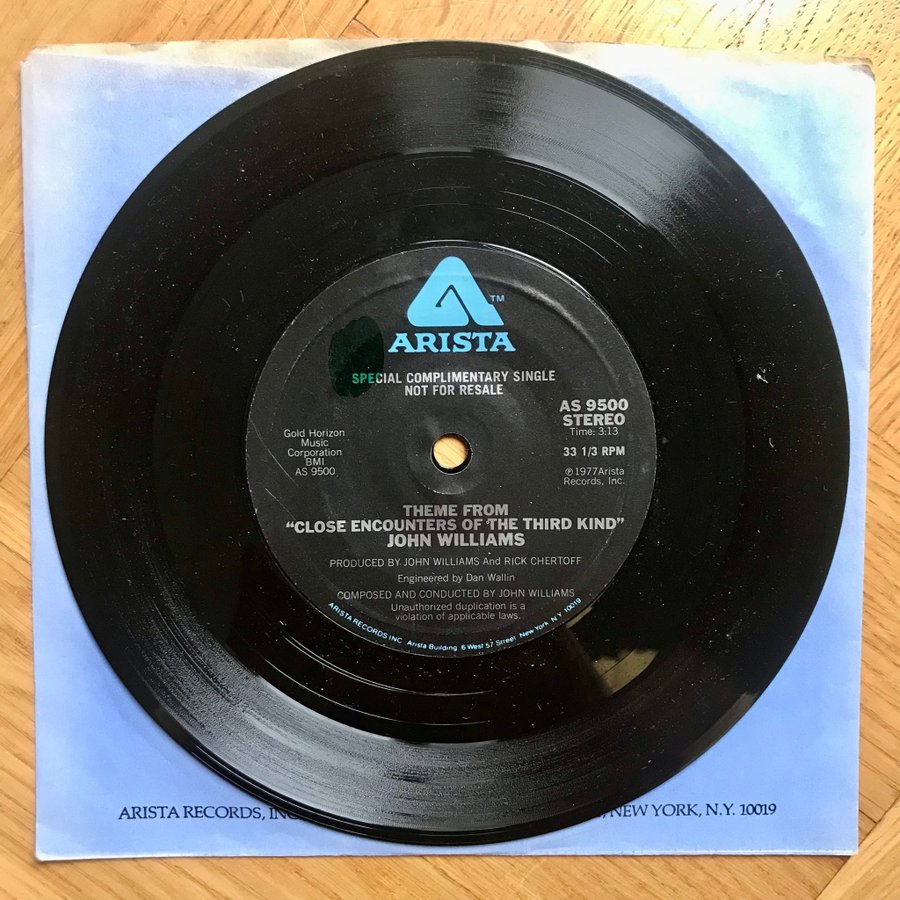 ARISTA™
SPECIAL COMPLIMENTARY SINGLE
NOT FOR RESALE
AS 9500
STEREO
Time: 3:13
33 1/3 RPM
℗1977Arista
Records, Inc.
Gold Horizon
Music
Corporation
BMI
AS 9500
THEME FROM
"CLOSE ENCOUNTERS OF THE THIRD KIND"
JOHN WILLIAMS
PRODUCED BY JOHN WILLIAMS And RICK CHERTOFF
Engineered by Dan Wallin
COMPOSED AND CONDUCTED BY JOHN WILLIAMS
Unauthorized duplication is a
violation of applicable laws.
ARISTA RECORDS INC Arista Building 6 West 57 Street New York, N.Y. 10019
ARISTA RECORDS, INC NEW YORK, N.Y. 10019